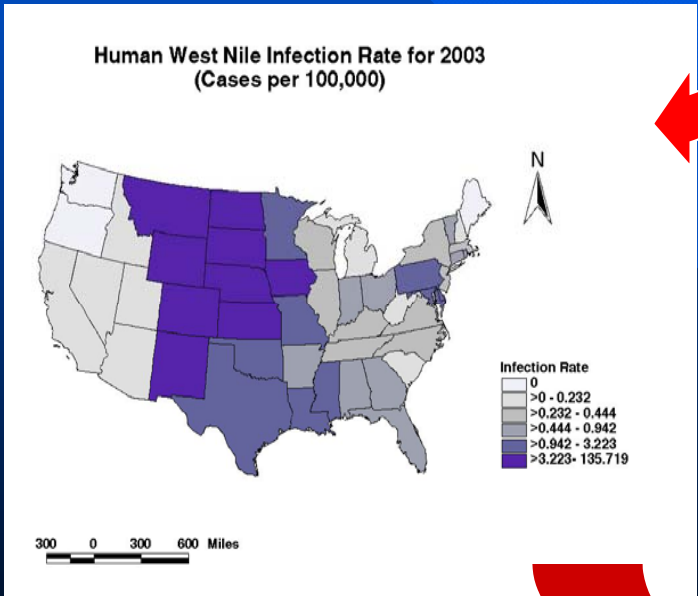 Human West Nile Infection Rate for 2003
(Cases per 100,000)
N
Infection Rate
0
>0 - 0.232
>0.232 - 0.444
>0.444 - 0.942
>0.942 - 3.223
>3.223- 135.719
300 0 300 600 Miles